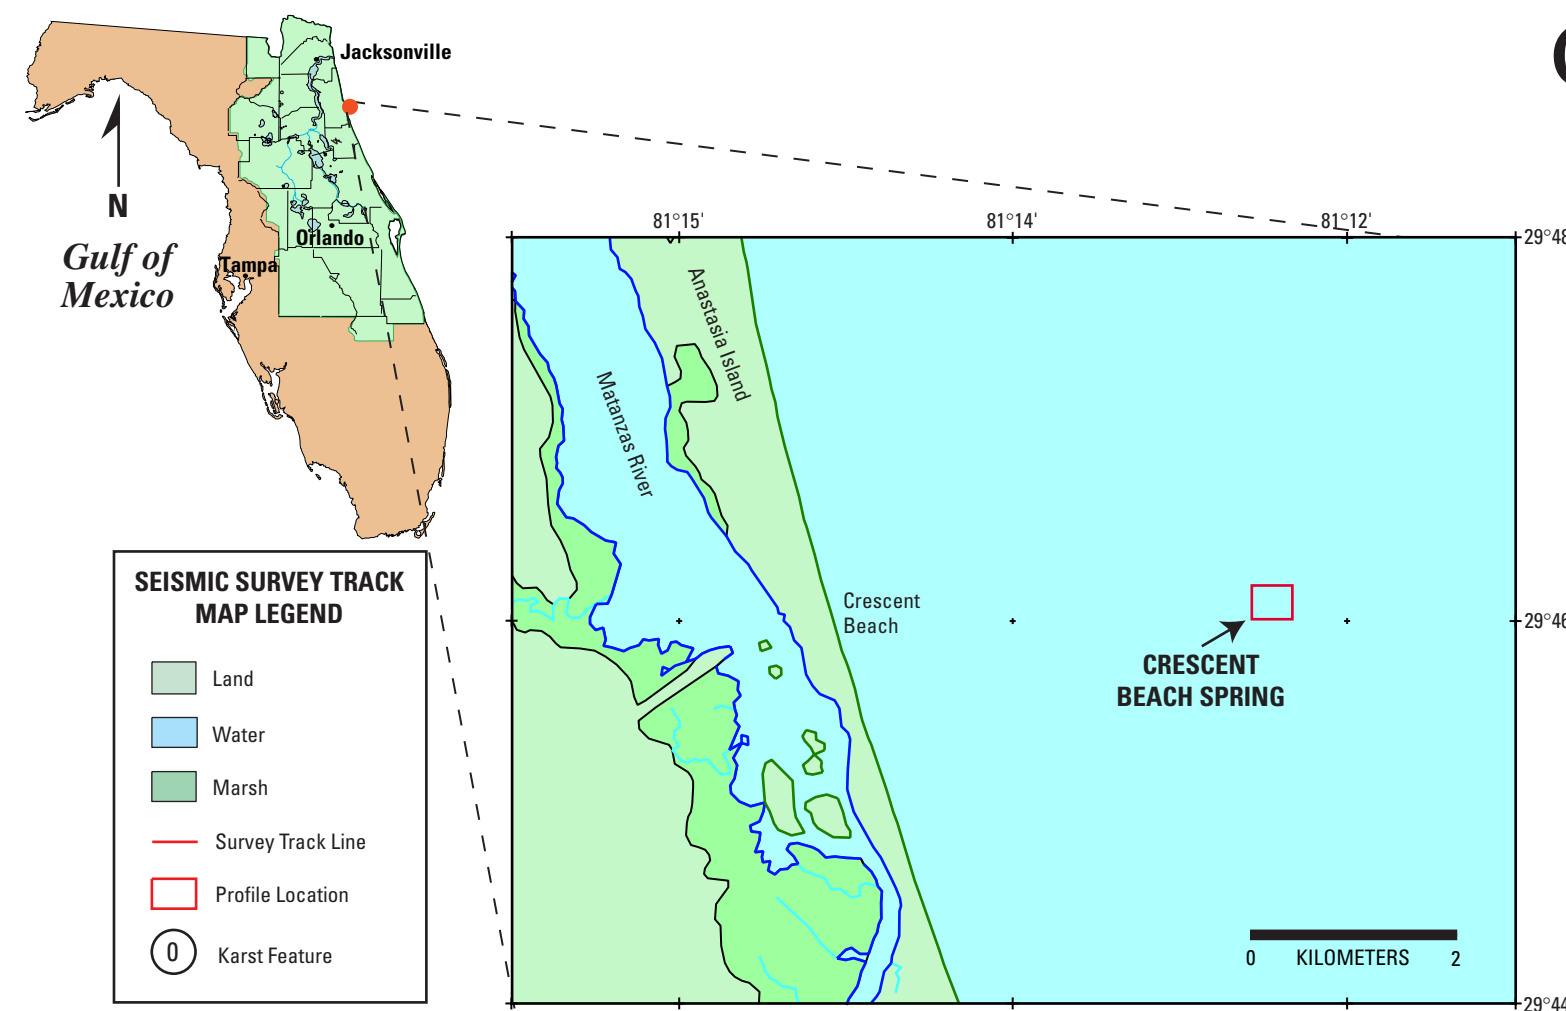 Jacksonville
N
Gulf of
Mexico
Orlando
Tampa
81°15'
81°14'
81°12'
29°48
Anastasia Island
Matanzas River
Crescent
Beach
29°46
CRESCENT
BEACH SPRING
0 KILOMETERS 2
29°44
SEISMIC SURVEY TRACK
MAP LEGEND
Land
Water
Marsh
Survey Track Line
Profile Location
0 Karst Feature